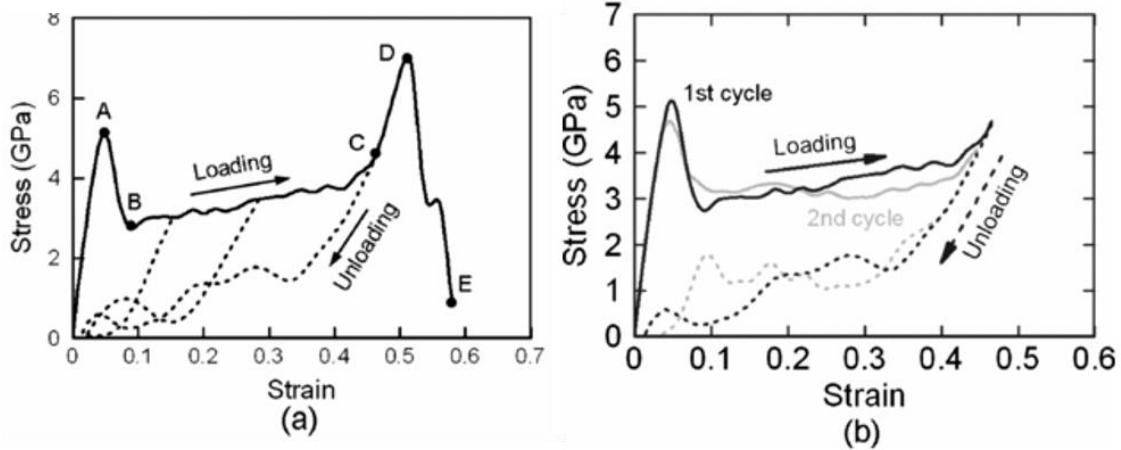 8
6
4
2
0
Stress (GPa)
A
B
C
D
E
Loading
Unloading
0 0.1 0.2 0.3 0.4 0.5 0.6 0.7
Strain
(a)
7
6
5
4
3
2
1
0
Stress (GPa)
1st cycle
Loading
2nd cycle
Unloading
0 0.1 0.2 0.3 0.4 0.5 0.6
Strain
(b)